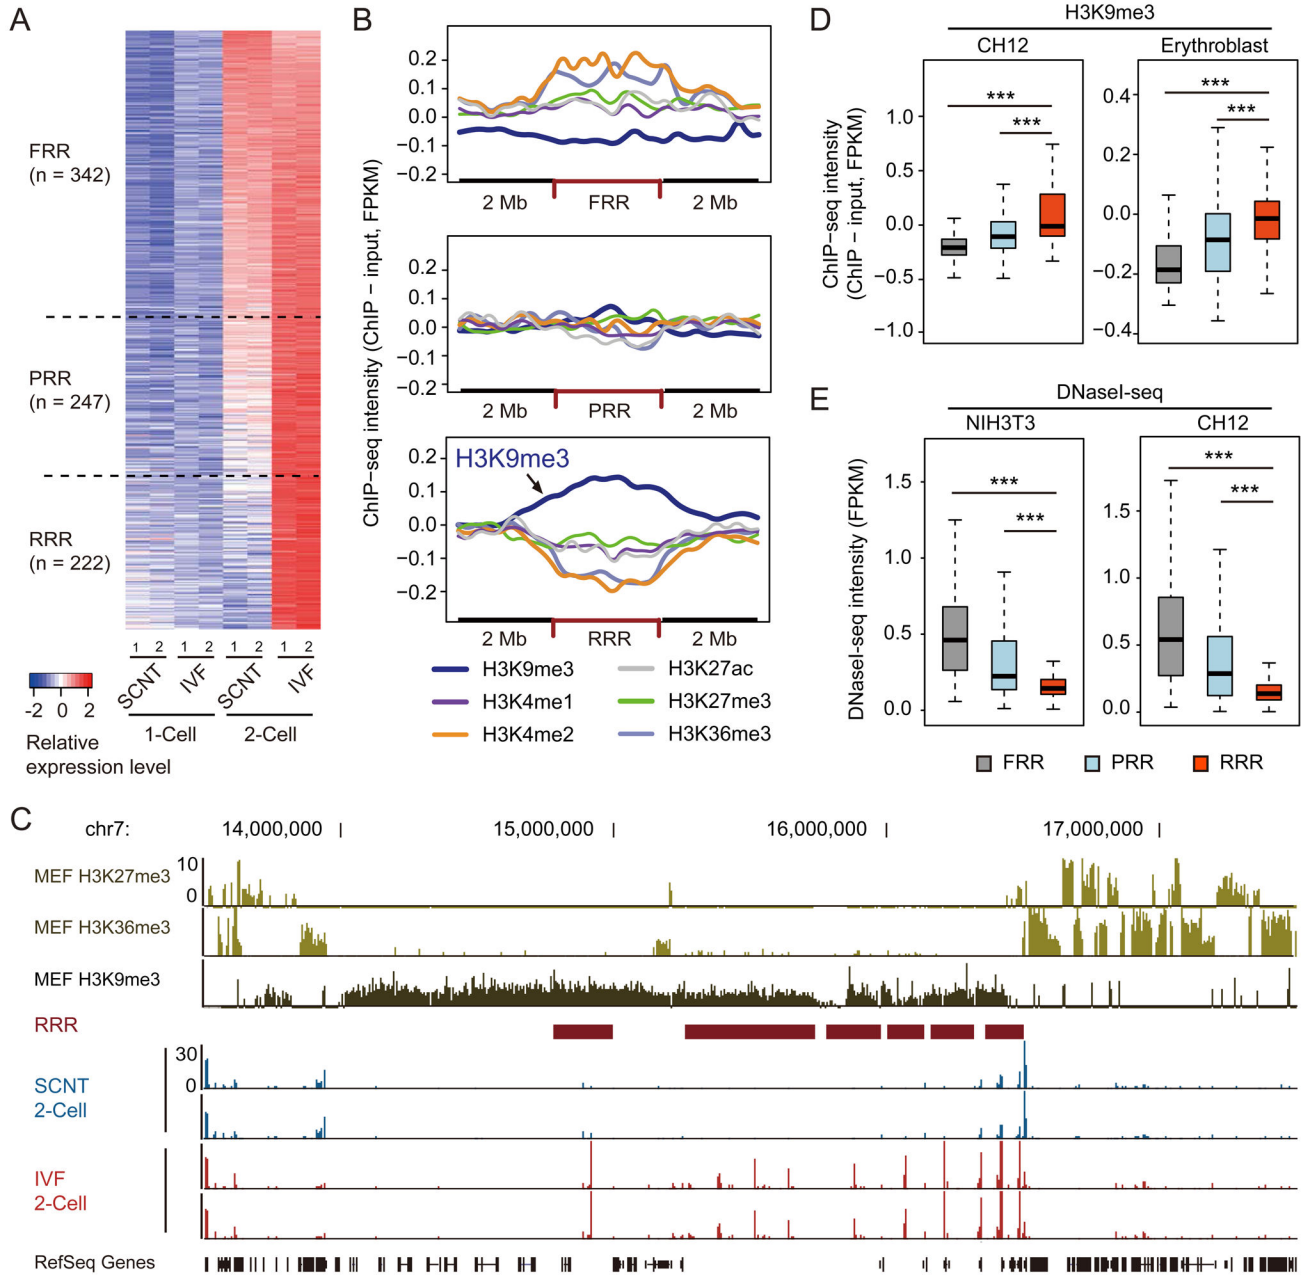 A
FRR
(n = 342)
PRR
(n = 247)
RRR
(n = 222)
1 2 1 2 1 2 1 2
SCNT IVF SCNT IVF
1-Cell 2-Cell
-2 0 2
Relative
expression level
B
ChIP-seq intensity (ChIP − input, FPKM)
0.2
0.1
0.0
−0.1
−0.2
2 Mb FRR 2 Mb
0.2
0.1
0.0
−0.1
−0.2
2 Mb PRR 2 Mb
0.2
0.1
0.0
−0.1
−0.2
H3K9me3
2 Mb RRR 2 Mb
H3K9me3 H3K27ac
H3K4me1 H3K27me3
H3K4me2 H3K36me3
D
H3K9me3
CH12 Erythroblast
ChIP−seq intensity
(ChIP − input, FPKM)
1.0
0.5
0.0
−0.5
−1.0
***
***
0.4
0.2
0.0
−0.2
−0.4
***
***
E
DNaseI-seq
NIH3T3 CH12
DNaseI-seq intensity (FPKM)
1.5
1.0
0.5
0.0
***
***
1.5
1.0
0.5
0.0
***
***
FRR PRR RRR
C
chr7: 14,000,000 15,000,000 16,000,000 17,000,000
MEF H3K27me3
10
0
MEF H3K36me3
MEF H3K9me3
RRR
SCNT
2-Cell
30
0
IVF
2-Cell
RefSeq Genes